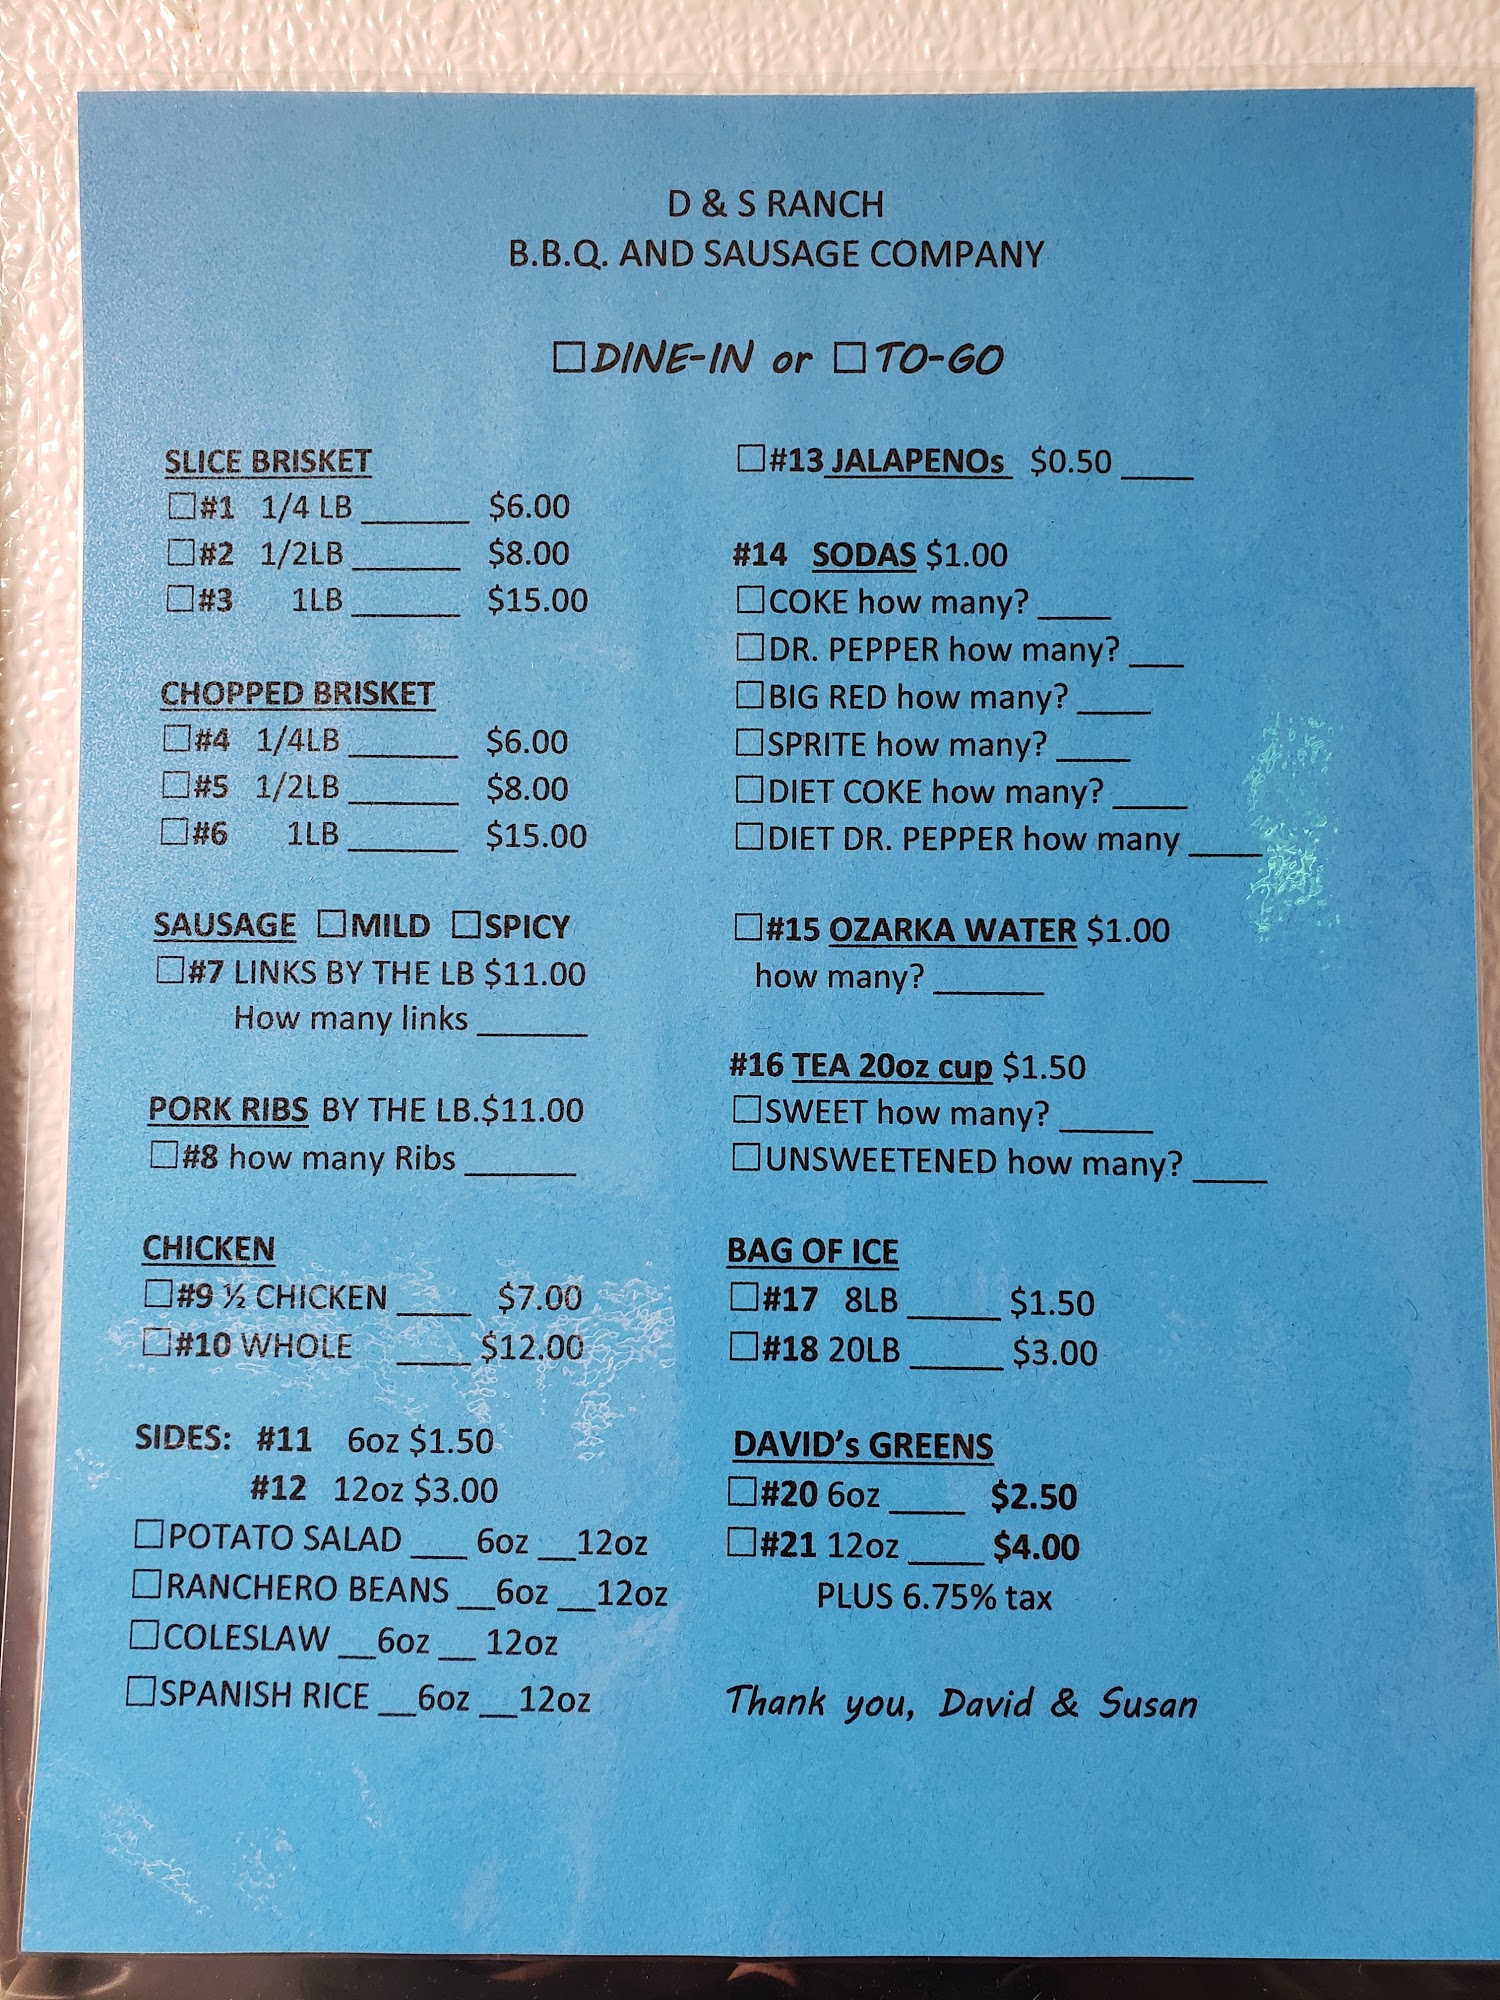 D & S RANCH
B.B.Q. AND SAUSAGE COMPANY
☐DINE-IN or ☐TO-GO
SLICE BRISKET
☐#1 1/4 LB ______ $6.00
☐#2 1/2LB ______ $8.00
☐#3 1LB ______ $15.00
CHOPPED BRISKET
☐#4 1/4LB ______ $6.00
☐#5 1/2LB ______ $8.00
☐#6 1LB ______ $15.00
SAUSAGE ☐MILD ☐SPICY
☐#7 LINKS BY THE LB $11.00
How many links ______
PORK RIBS BY THE LB.$11.00
☐#8 how many Ribs ______
CHICKEN
☐#9 ½ CHICKEN ____ $7.00
☐#10 WHOLE ____ $12.00
SIDES: #11 6oz $1.50
#12 12oz $3.00
☐POTATO SALAD ___ 6oz __12oz
☐RANCHERO BEANS __6oz __12oz
☐COLESLAW __6oz __ 12oz
☐SPANISH RICE __6oz __12oz
☐#13 JALAPENOs $0.50 ____
#14 SODAS $1.00
☐COKE how many? ____
☐DR. PEPPER how many? ___
☐BIG RED how many? ____
☐SPRITE how many? ____
☐DIET COKE how many? ____
☐DIET DR. PEPPER how many ____
☐#15 OZARKA WATER $1.00
how many? ______
#16 TEA 20oz cup $1.50
☐SWEET how many? _____
☐UNSWEETENED how many? ____
BAG OF ICE
☐#17 8LB _____ $1.50
☐#18 20LB _____ $3.00
DAVID's GREENS
☐#20 6oz ____ $2.50
☐#21 12oz ____ $4.00
PLUS 6.75% tax
Thank you, David & Susan